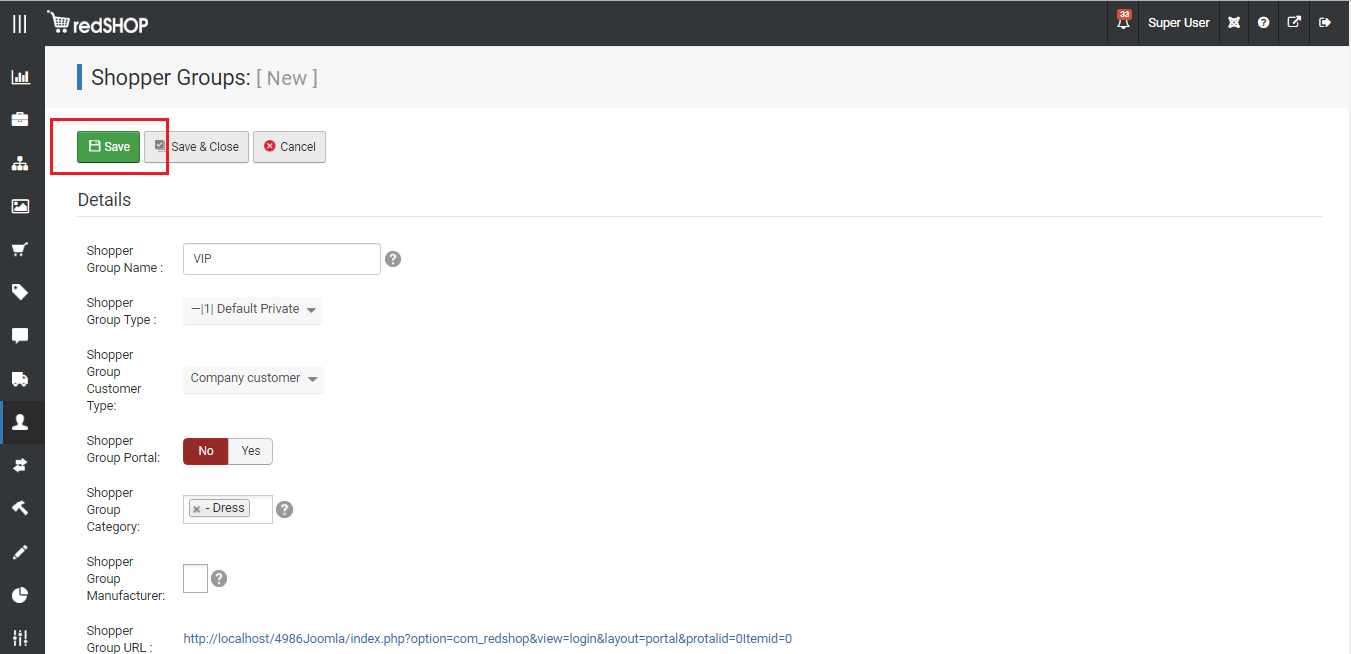 redSHOP
33
Super User
Shopper Groups: [ New ]
Save
Save & Close
Cancel
Details
Shopper
Group Name :
VIP
Shopper
Group Type :
—|1| Default Private
Shopper
Group
Customer
Type:
Company customer
Shopper
Group Portal:
No
Yes
Shopper
Group
Category:
- Dress
Shopper
Group
Manufacturer:
Shopper
Group URL :
http://localhost/4986Joomla/index.php?option=com_redshop&view=login&layout=portal&protalid=0Itemid=0